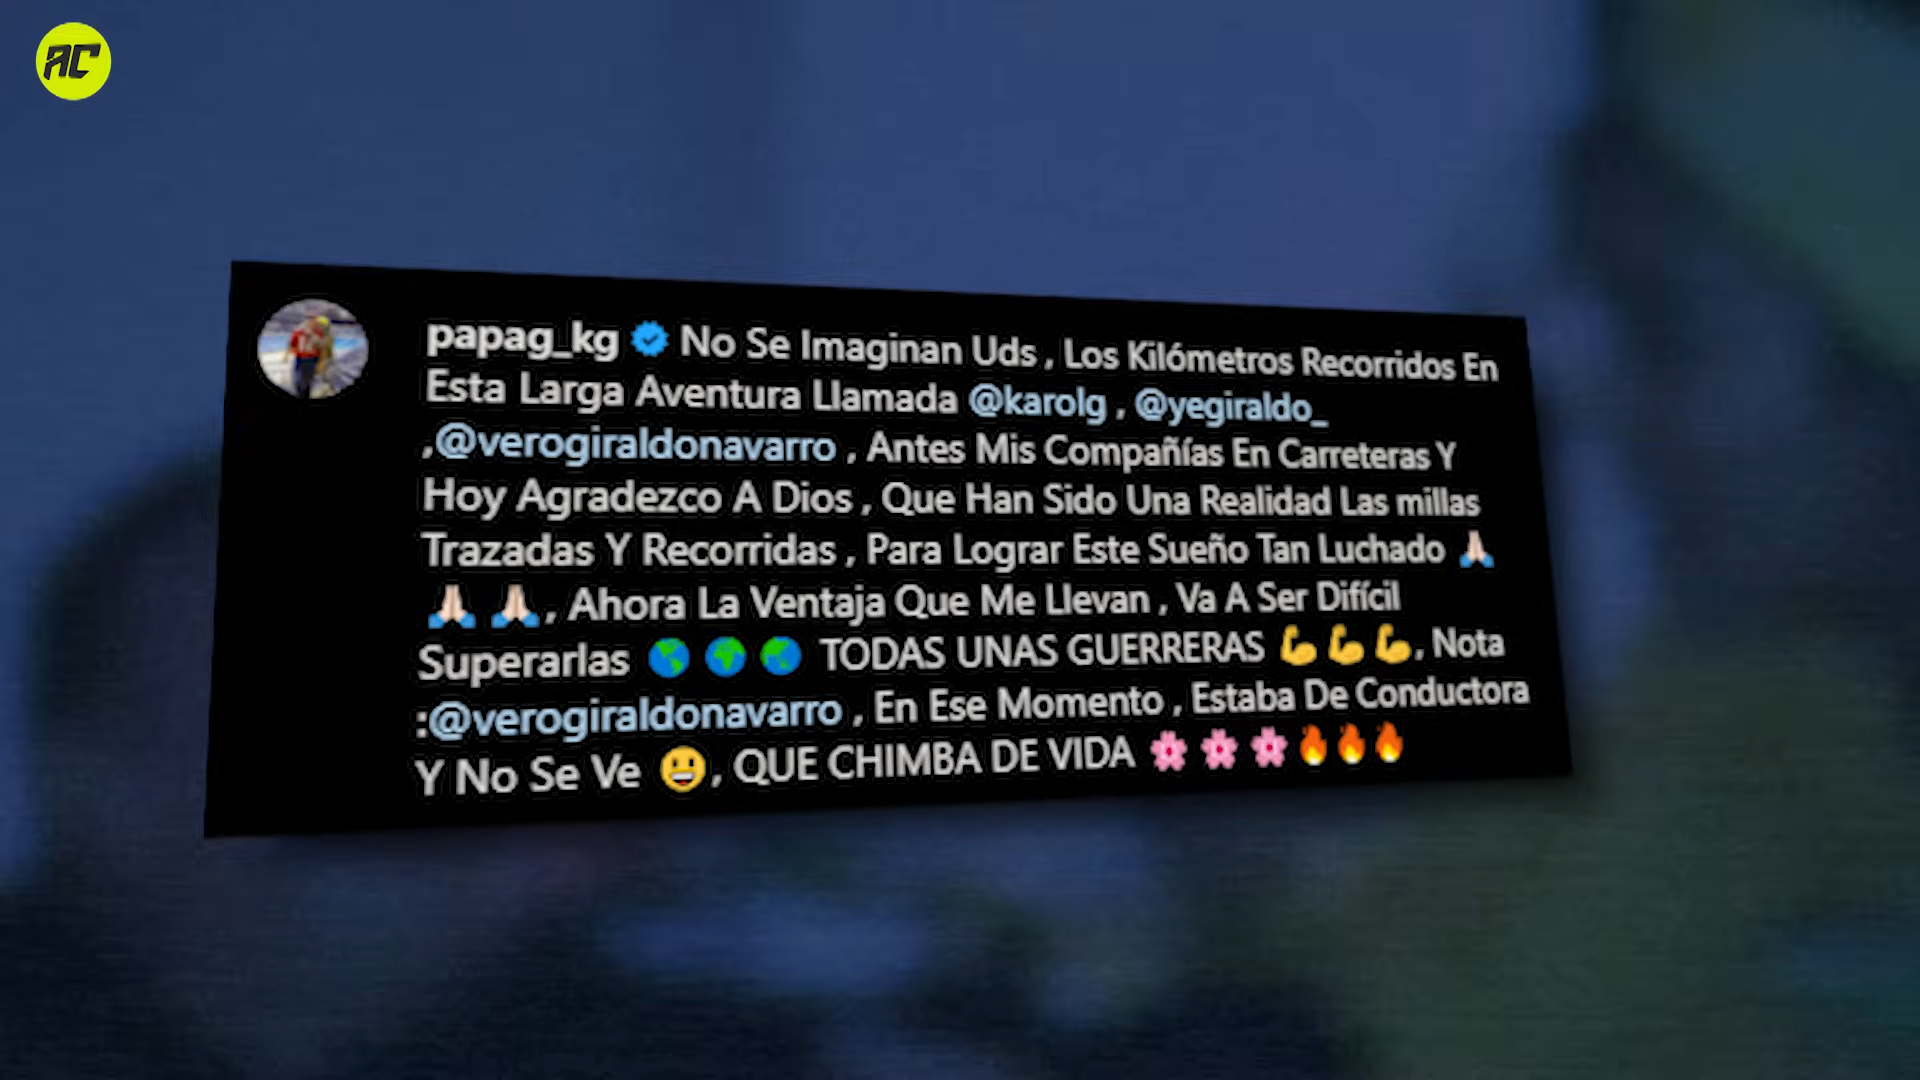 AC
papag_kg No Se Imaginan Uds , Los Kilómetros Recorridos En
Esta Larga Aventura Llamada @karolg , @yegiraldo_
,@verogiraldonavarro , Antes Mis Compañías En Carreteras Y
Hoy Agradezco A Dios , Que Han Sido Una Realidad Las millas
Trazadas Y Recorridas , Para Lograr Este Sueño Tan Luchado 🙏🏻
🙏🏻 🙏🏻, Ahora La Ventaja Que Me Llevan , Va A Ser Difícil
Superarlas 🌎 🌍 🌏 TODAS UNAS GUERRERAS 💪💪💪, Nota
:@verogiraldonavarro , En Ese Momento , Estaba De Conductora
Y No Se Ve 😀, QUE CHIMBA DE VIDA 🌸🌸🌸🔥🔥🔥